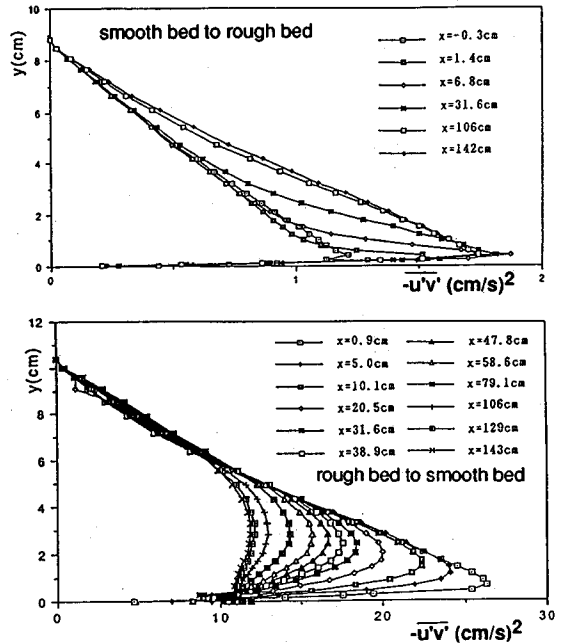 smooth bed to rough bed
y(cm)
10
8
6
4
2
0
x=-0.3cm
x=1.4cm
x=6.8cm
x=31.6cm
x=106cm
x=142cm
1
2
-u'v' (cm/s)²
y(cm)
12
10
8
6
4
2
0
x=0.9cm
x=5.0cm
x=10.1cm
x=20.5cm
x=31.6cm
x=38.9cm
x=47.8cm
x=58.6cm
x=79.1cm
x=106cm
x=129cm
x=143cm
rough bed to smooth bed
0
10
20
30
-u'v' (cm/s)²